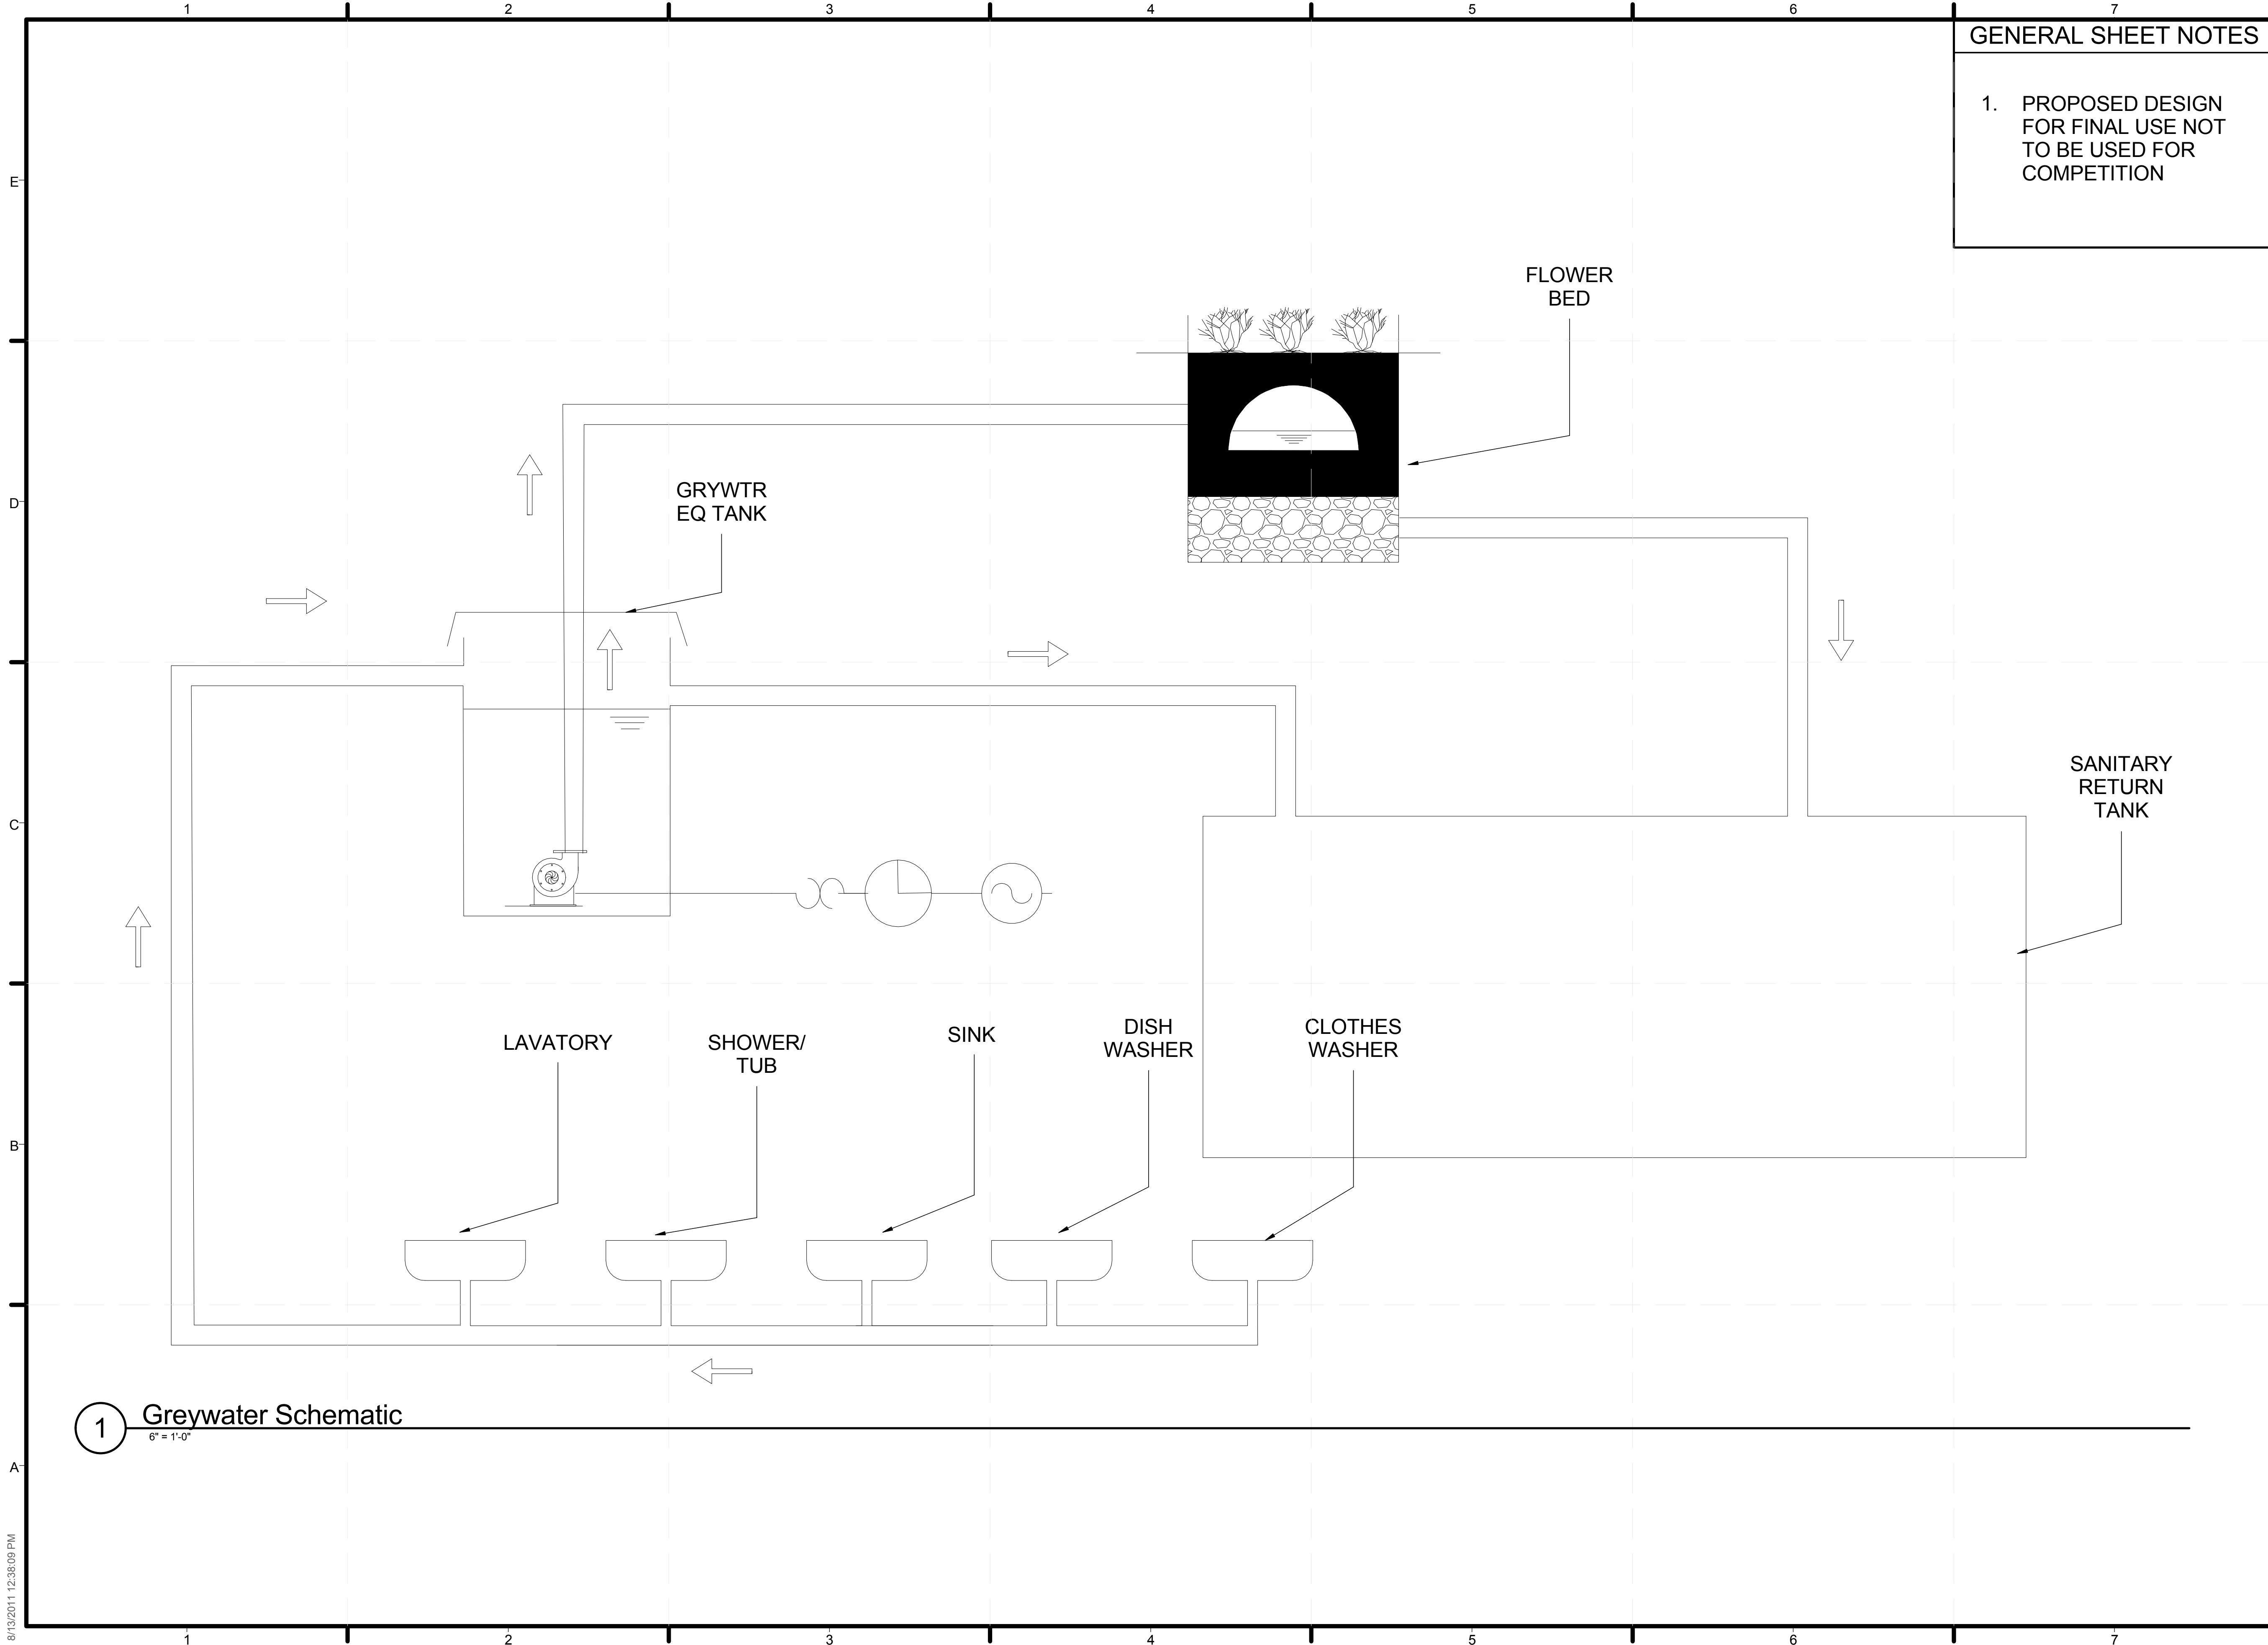 1 2 3 4 5 6 7
GENERAL SHEET NOTES
1. PROPOSED DESIGN
FOR FINAL USE NOT
TO BE USED FOR
COMPETITION
E
FLOWER
BED
D
GRYWTR
EQ TANK
SANITARY
RETURN
TANK
C
LAVATORY
SHOWER/
TUB
SINK
DISH
WASHER
CLOTHES
WASHER
B
1
Greywater Schematic
6" = 1'-0"
A
8/13/2011 12:38:09 PM
1 2 3 4 5 6 7